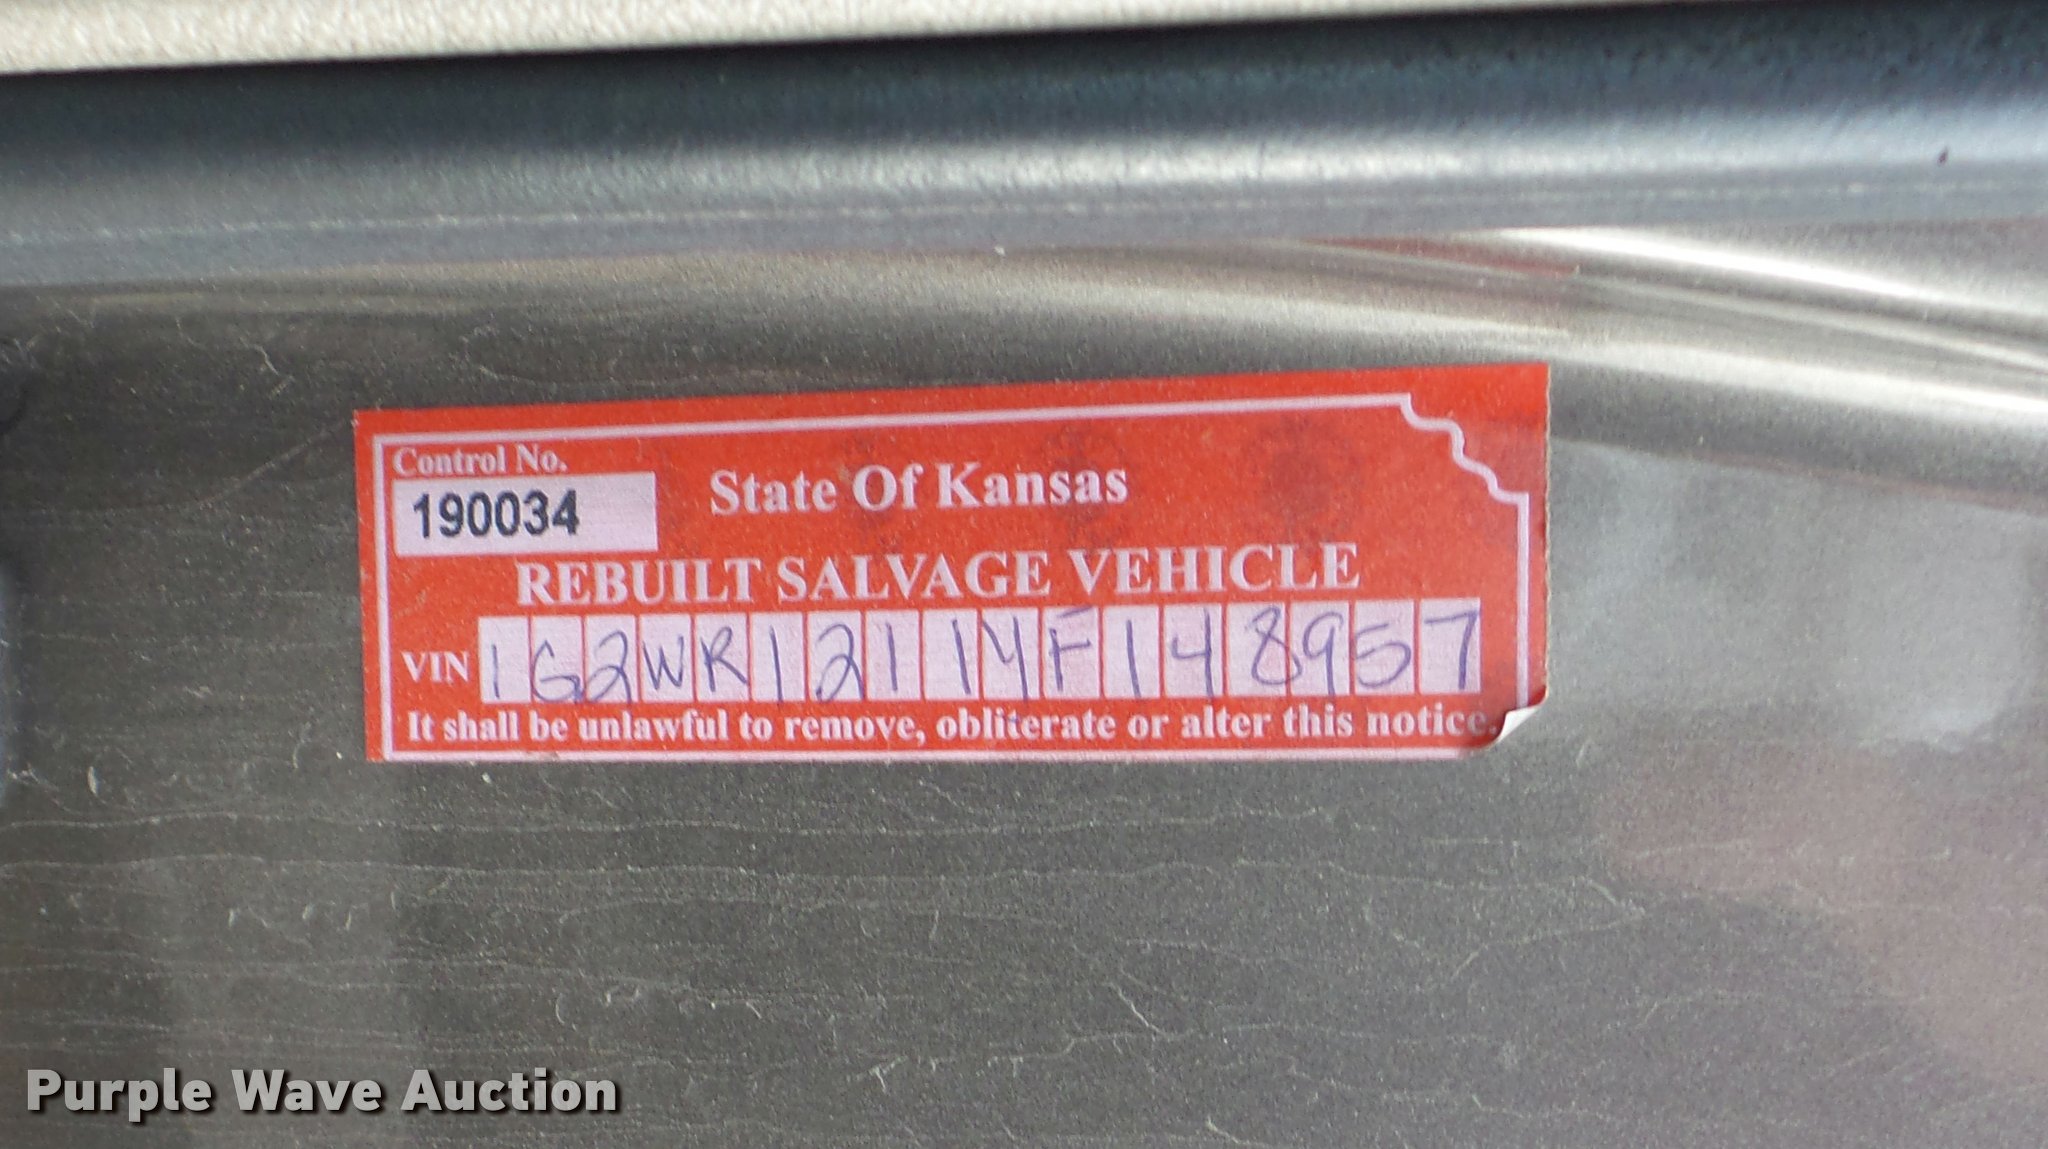 Control No.
190034
State Of Kansas
REBUILT SALVAGE VEHICLE
VIN 1G2WR1211YF148957
It shall be unlawful to remove, obliterate or alter this notice.
Purple Wave Auction